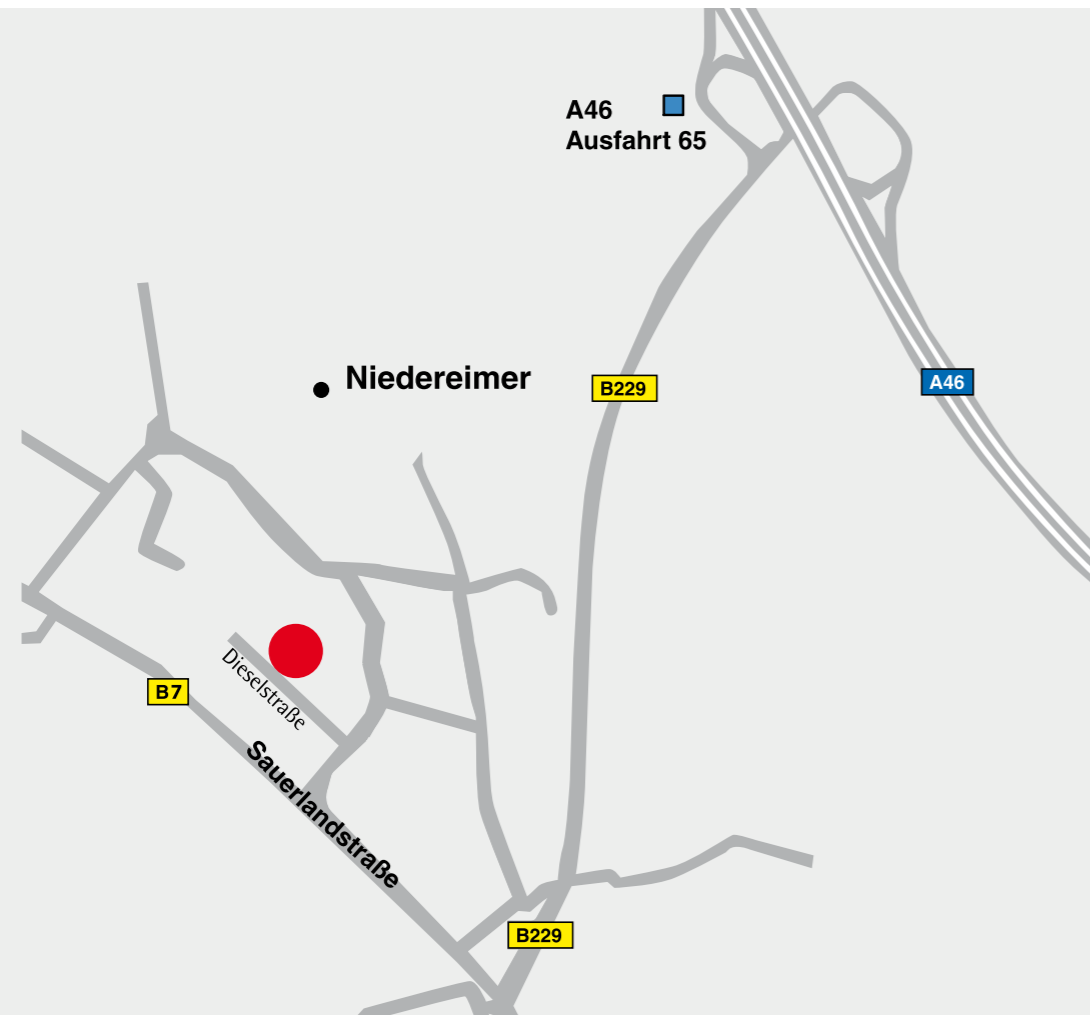 A46
Ausfahrt 65
Niedereimer
B229
A46
Dieselstraße
B7
Sauerlandstraße
B229